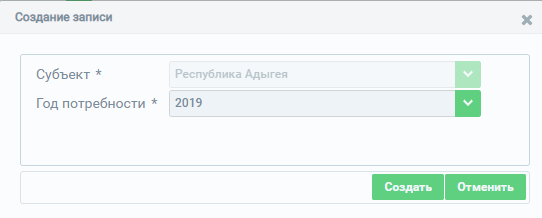 Создание записи
Субъект * Республика Адыгея
Год потребности * 2019
Создать Отменить